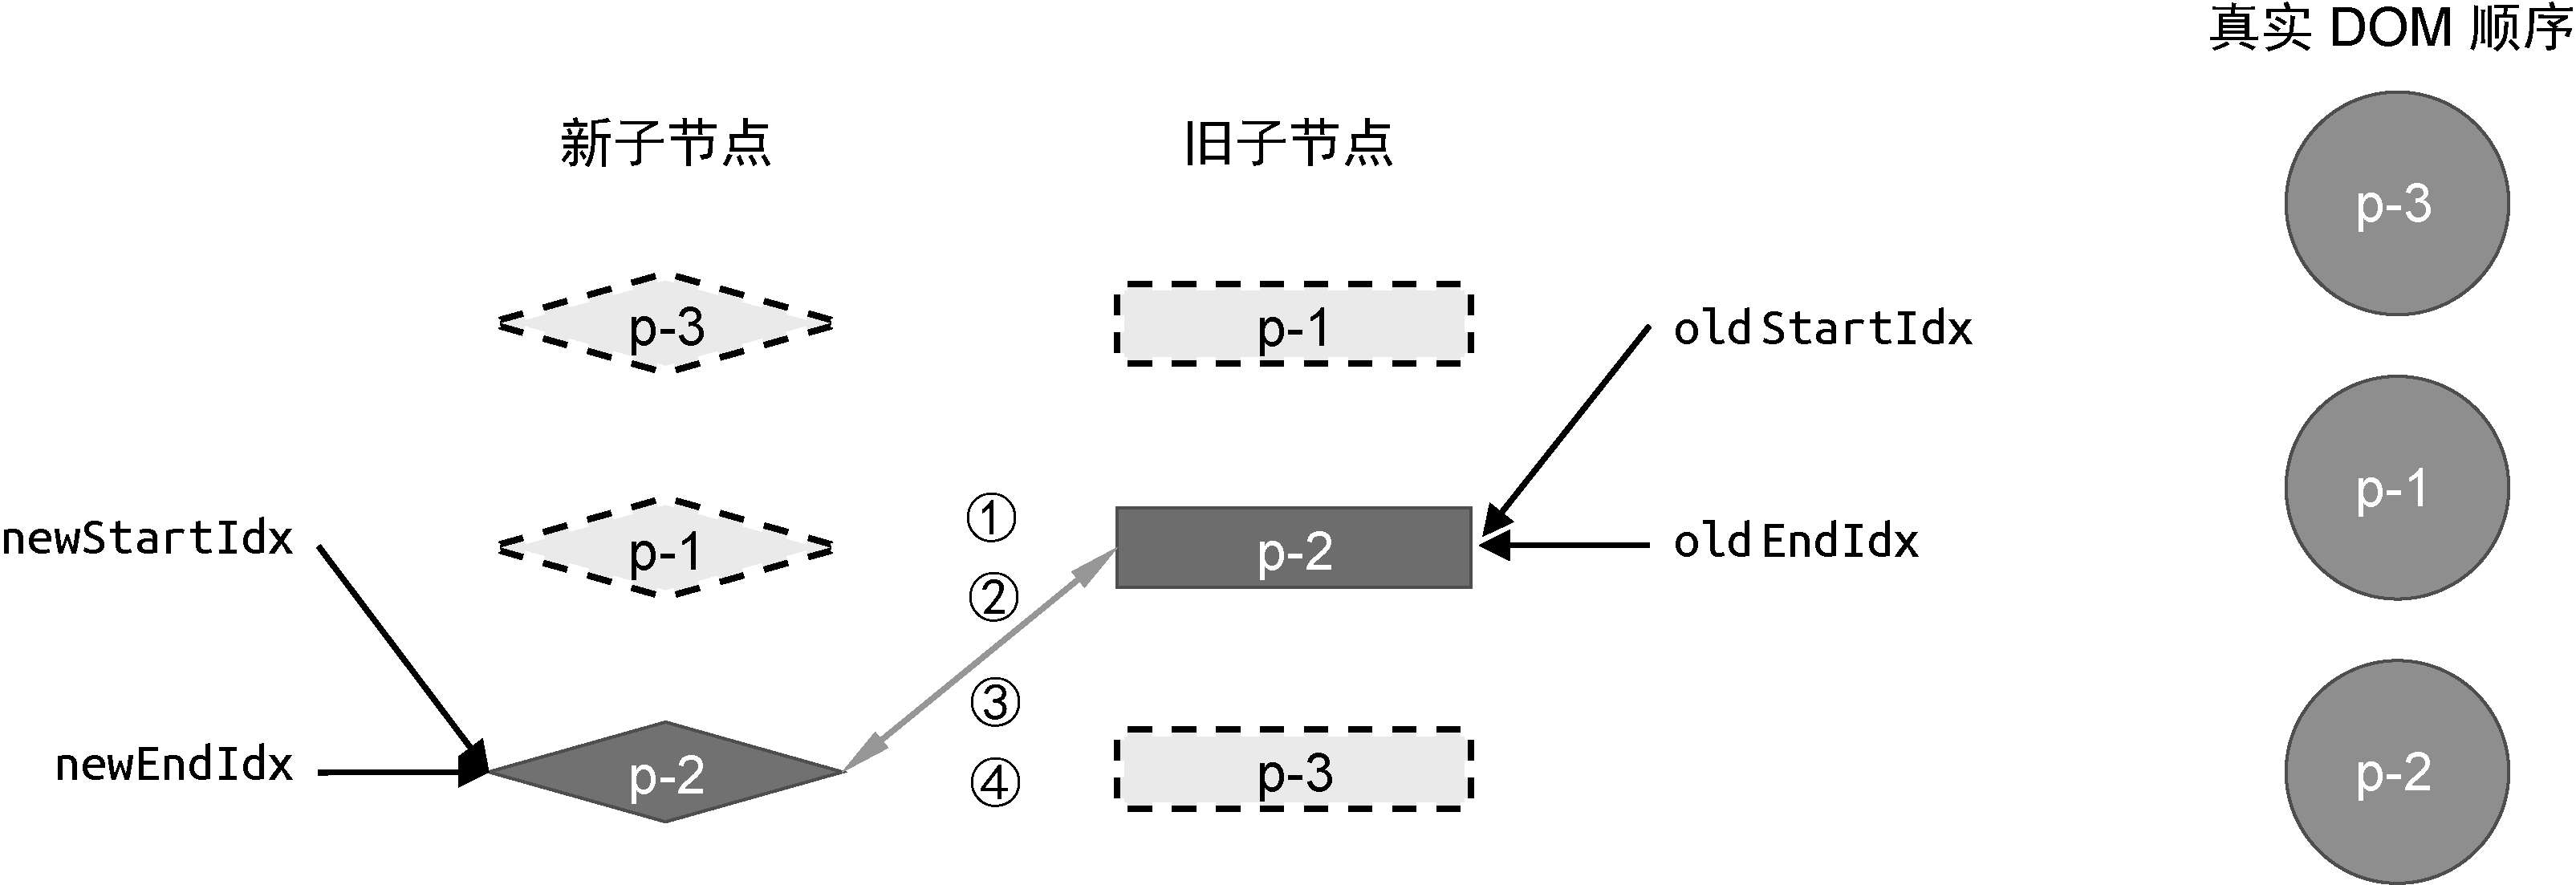 真实 DOM 顺序
新子节点
旧子节点
p-3
p-3
p-1
oldStartIdx
newStartIdx
p-1
①
p-2
oldEndIdx
p-1
②
③
newEndIdx
p-2
④
p-3
p-2